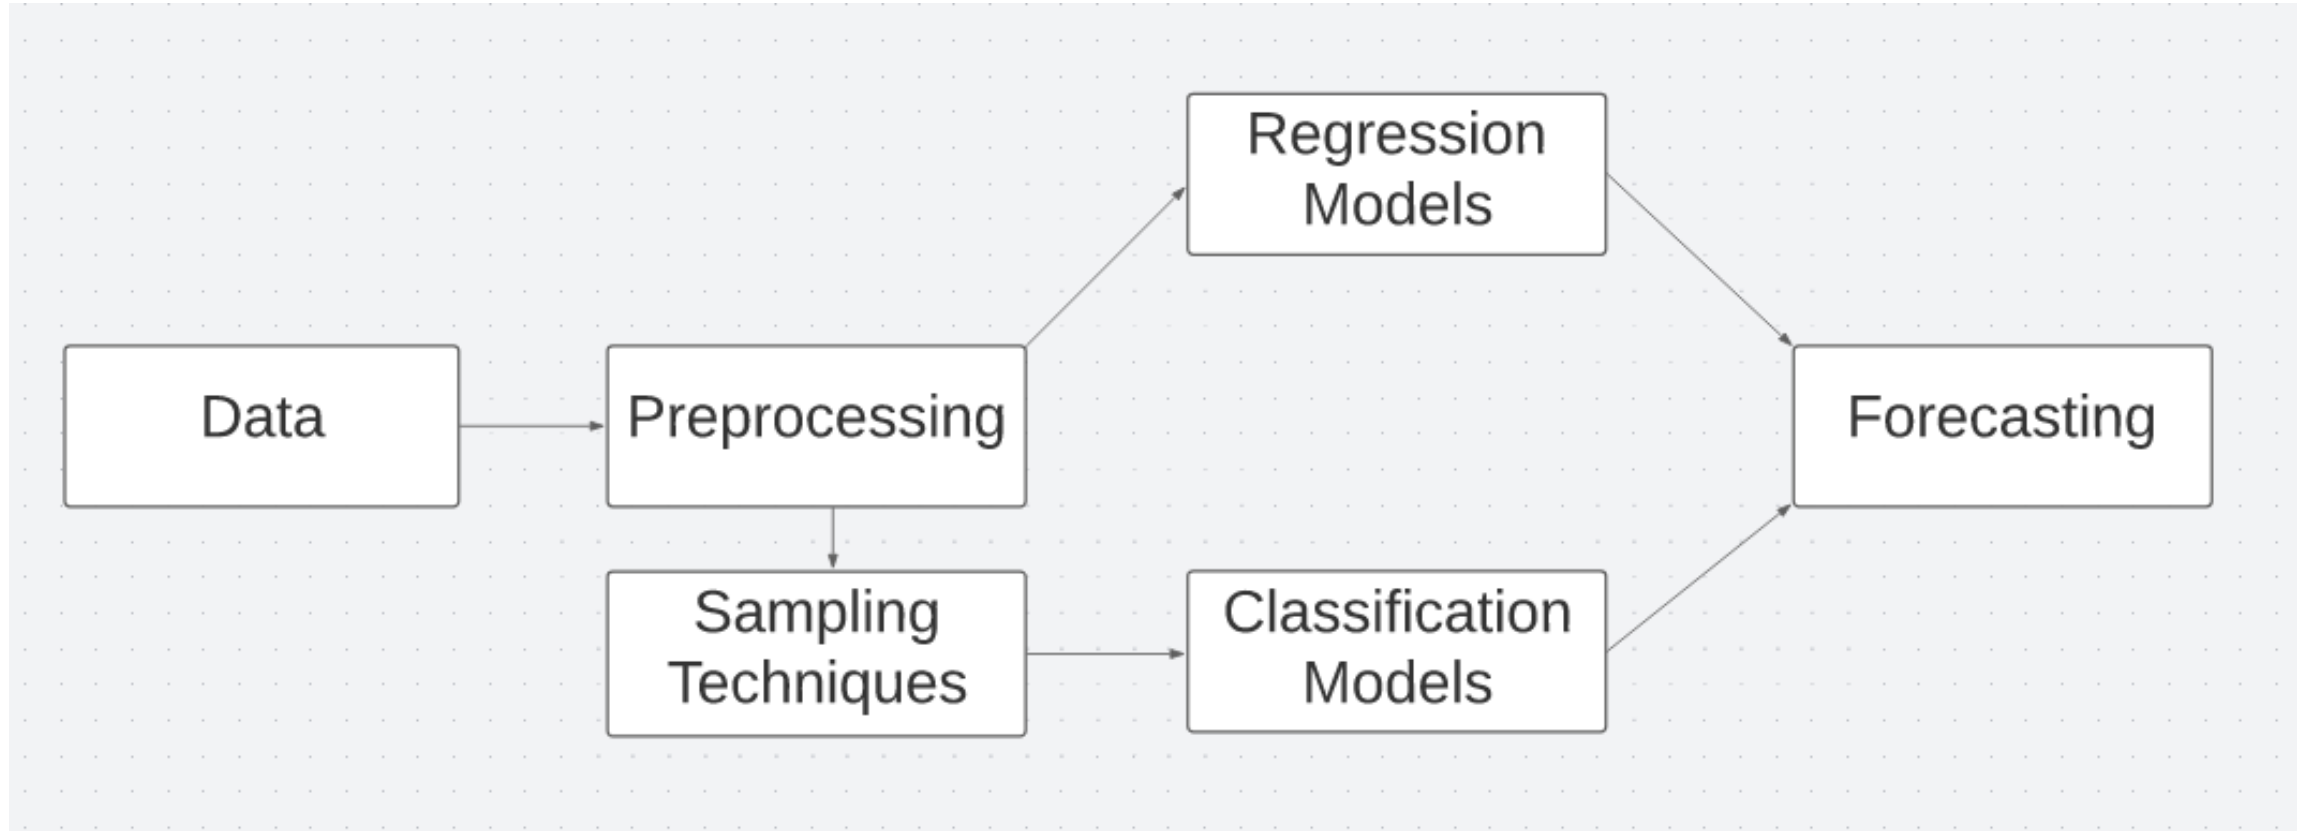 Data
Preprocessing
Regression
Models
Sampling
Techniques
Classification
Models
Forecasting